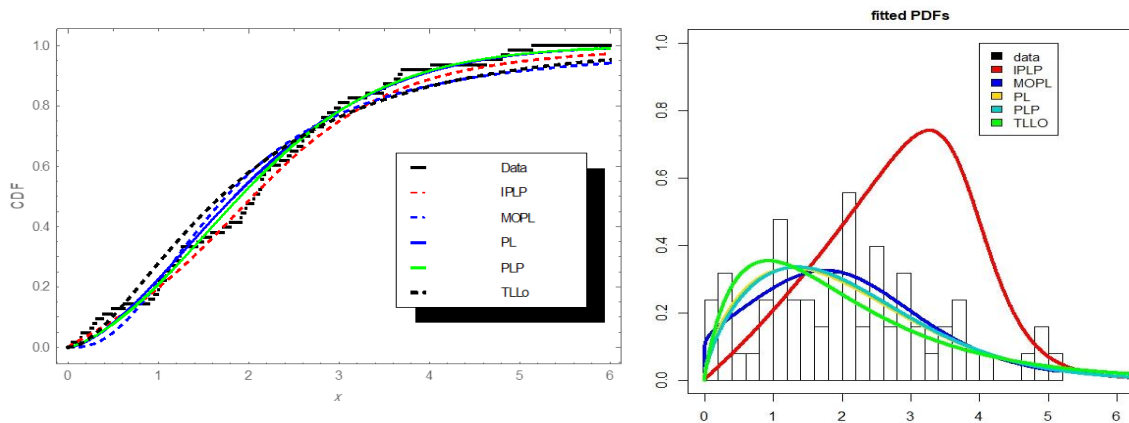 fitted PDFs
CDF
1.0
0.8
0.6
0.4
0.2
0.0
Data
IPLP
MOPL
PL
PLP
TLLo
0 1 2 3 4 5 6
x
1.0
0.8
0.6
0.4
0.2
0.0
data
IPLP
MOPL
PL
PLP
TLLO
0 1 2 3 4 5 6